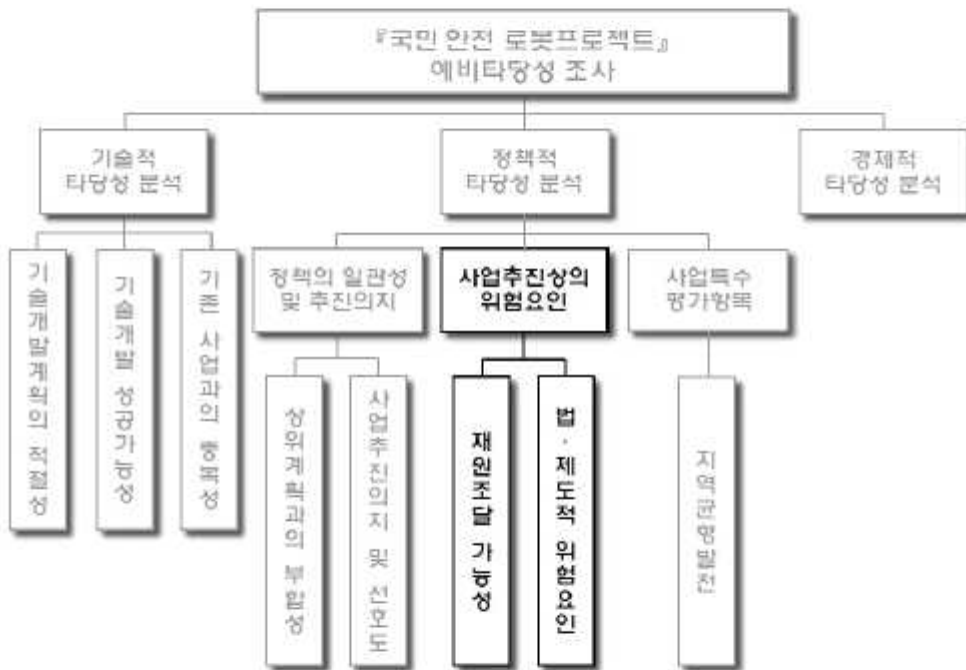 『국민 안전 로봇프로젝트』
예비타당성 조사
기술적
타당성 분석
정책적
타당성 분석
경제적
타당성 분석
기술개발계획의 적절성
기술개발 성공가능성
기존 사업과의 중복성
정책의 일관성
및 추진의지
사업추진상의
위험요인
사업특수
평가항목
상위계획과의 부합성
사업추진의지 및 선호도
재원조달 가능성
법·제도적 위험요인
지역균형발전